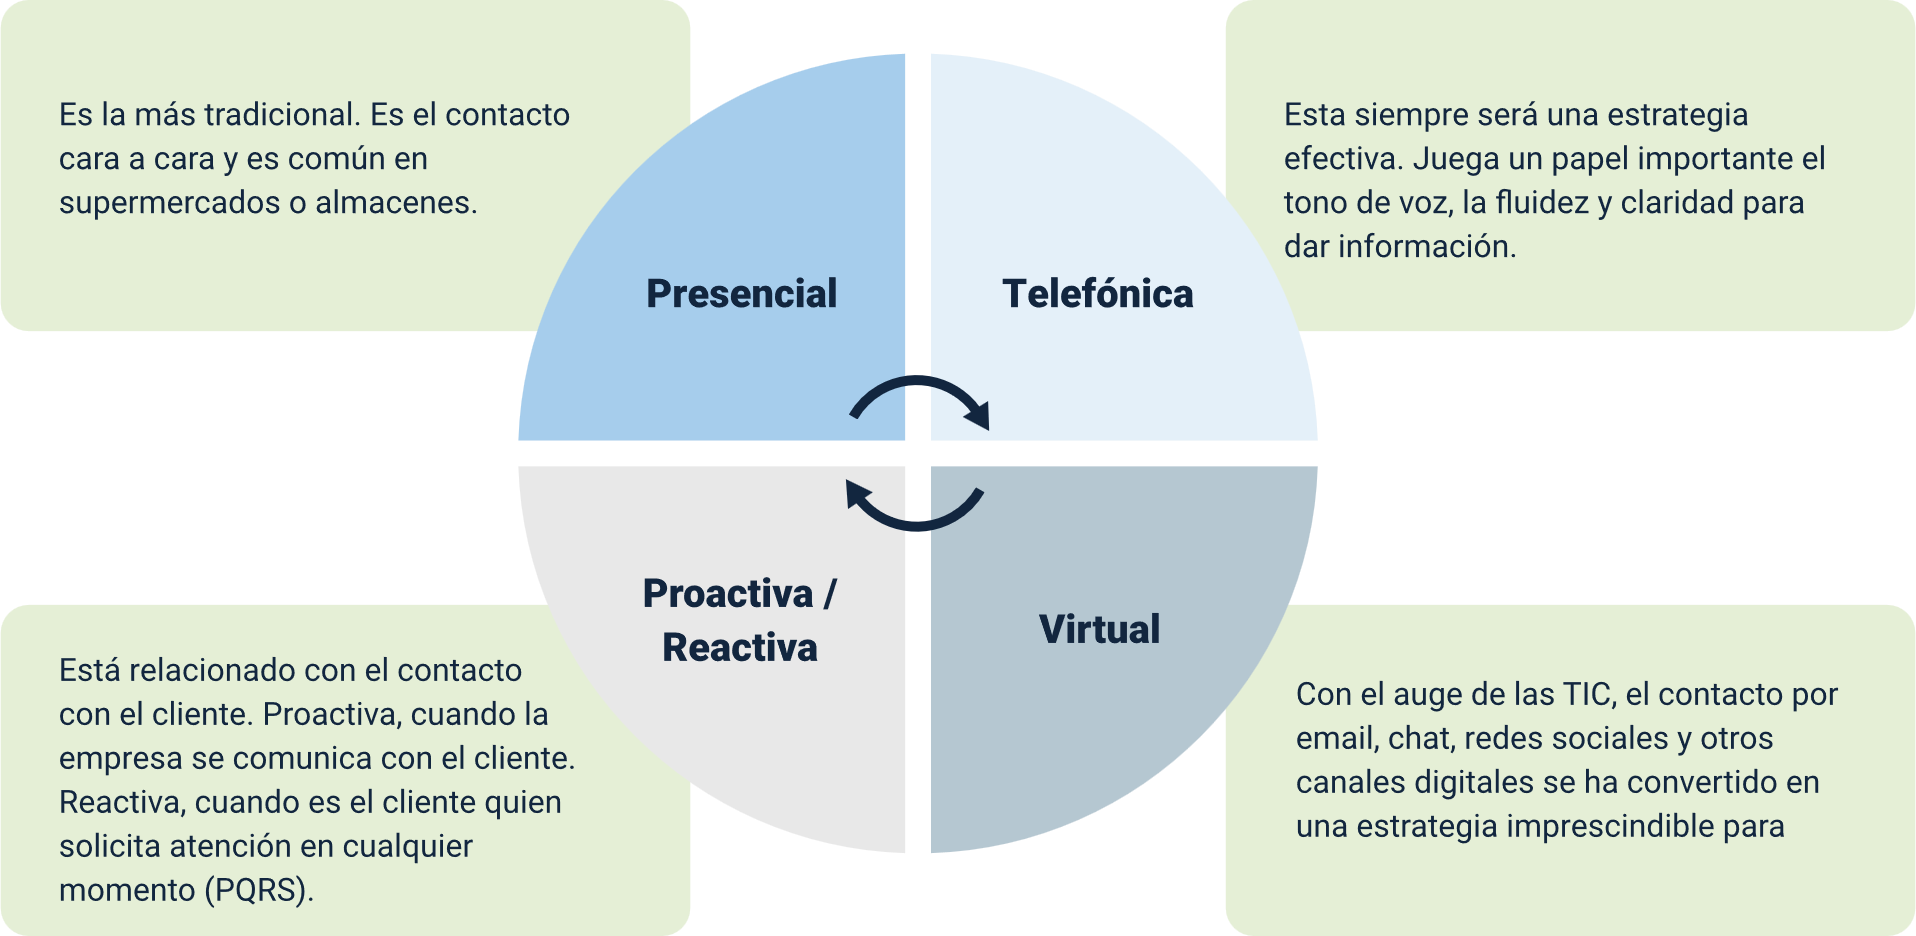 Es la más tradicional. Es el contacto
cara a cara y es común en
supermercados o almacenes.
Presencial
Esta siempre será una estrategia
efectiva. Juega un papel importante el
tono de voz, la fluidez y claridad para
dar información.
Telefónica
Proactiva /
Reactiva
Está relacionado con el contacto
con el cliente. Proactiva, cuando la
empresa se comunica con el cliente.
Reactiva, cuando es el cliente quien
solicita atención en cualquier
momento (PQRS).
Virtual
Con el auge de las TIC, el contacto por
email, chat, redes sociales y otros
canales digitales se ha convertido en
una estrategia imprescindible para